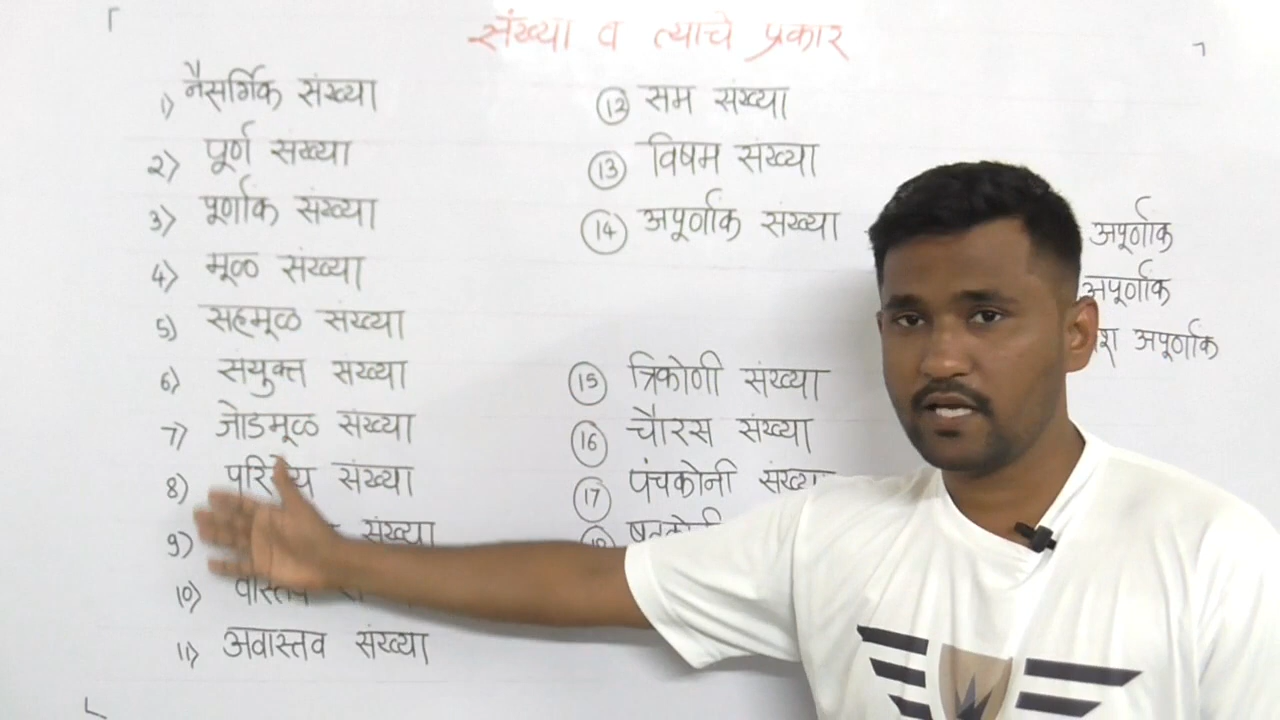 संख्या व त्याचे प्रकार
1) नैसर्गिक संख्या
2) पूर्ण संख्या
3) पूर्णांक संख्या
4) मूळ संख्या
5) सहमूळ संख्या
6) संयुक्त संख्या
7) जोडमूळ संख्या
8) संख्या
9) संख्या
10)
11) अवास्तव संख्या
12 सम संख्या
13 विषम संख्या
14 अपूर्णांक संख्या
अपूर्णांक
अपूर्णांक
अपूर्णांक
15 त्रिकोणी संख्या
16 चौरस संख्या
17 पंचकोनी संख्या